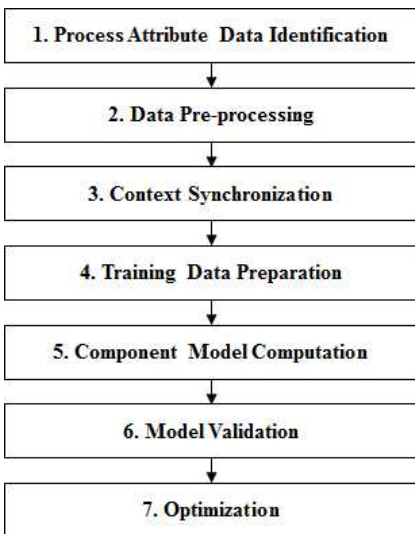 1. Process Attribute Data Identification
2. Data Pre-processing
3. Context Synchronization
4. Training Data Preparation
5. Component Model Computation
6. Model Validation
7. Optimization